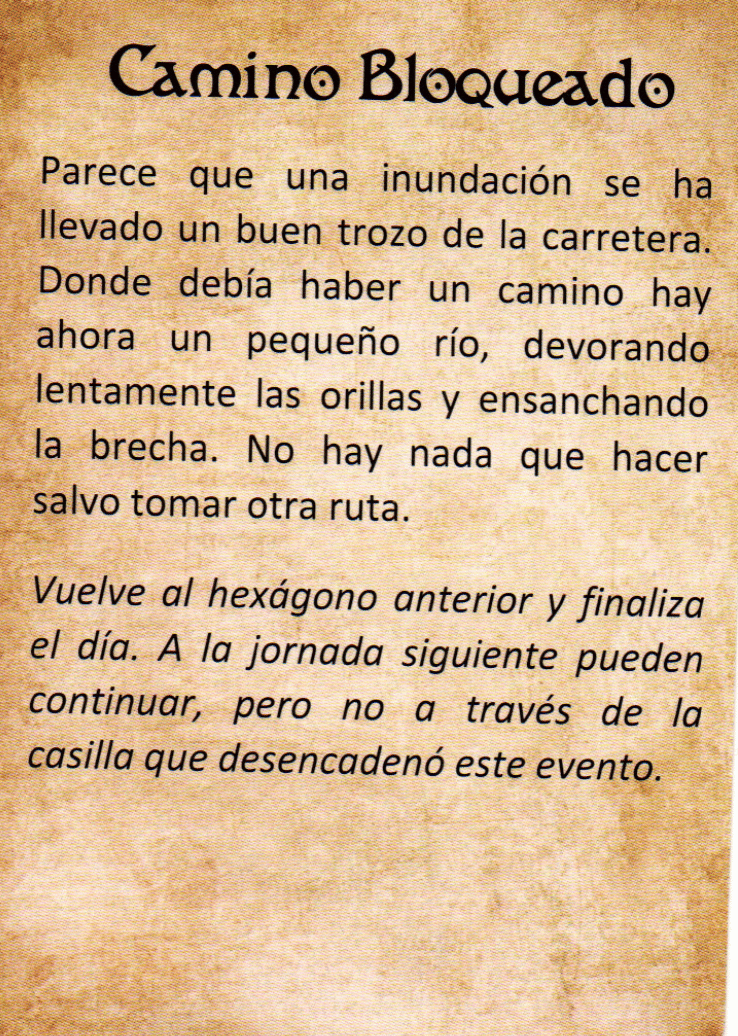 Camino Bloqueado
Parece que una inundación se ha
llevado un buen trozo de la carretera.
Donde debía haber un camino hay
ahora un pequeño río, devorando
lentamente las orillas y ensanchando
la brecha. No hay nada que hacer
salvo tomar otra ruta.
Vuelve al hexágono anterior y finaliza
el día. A la jornada siguiente pueden
continuar, pero no a través de la
casilla que desencadenó este evento.